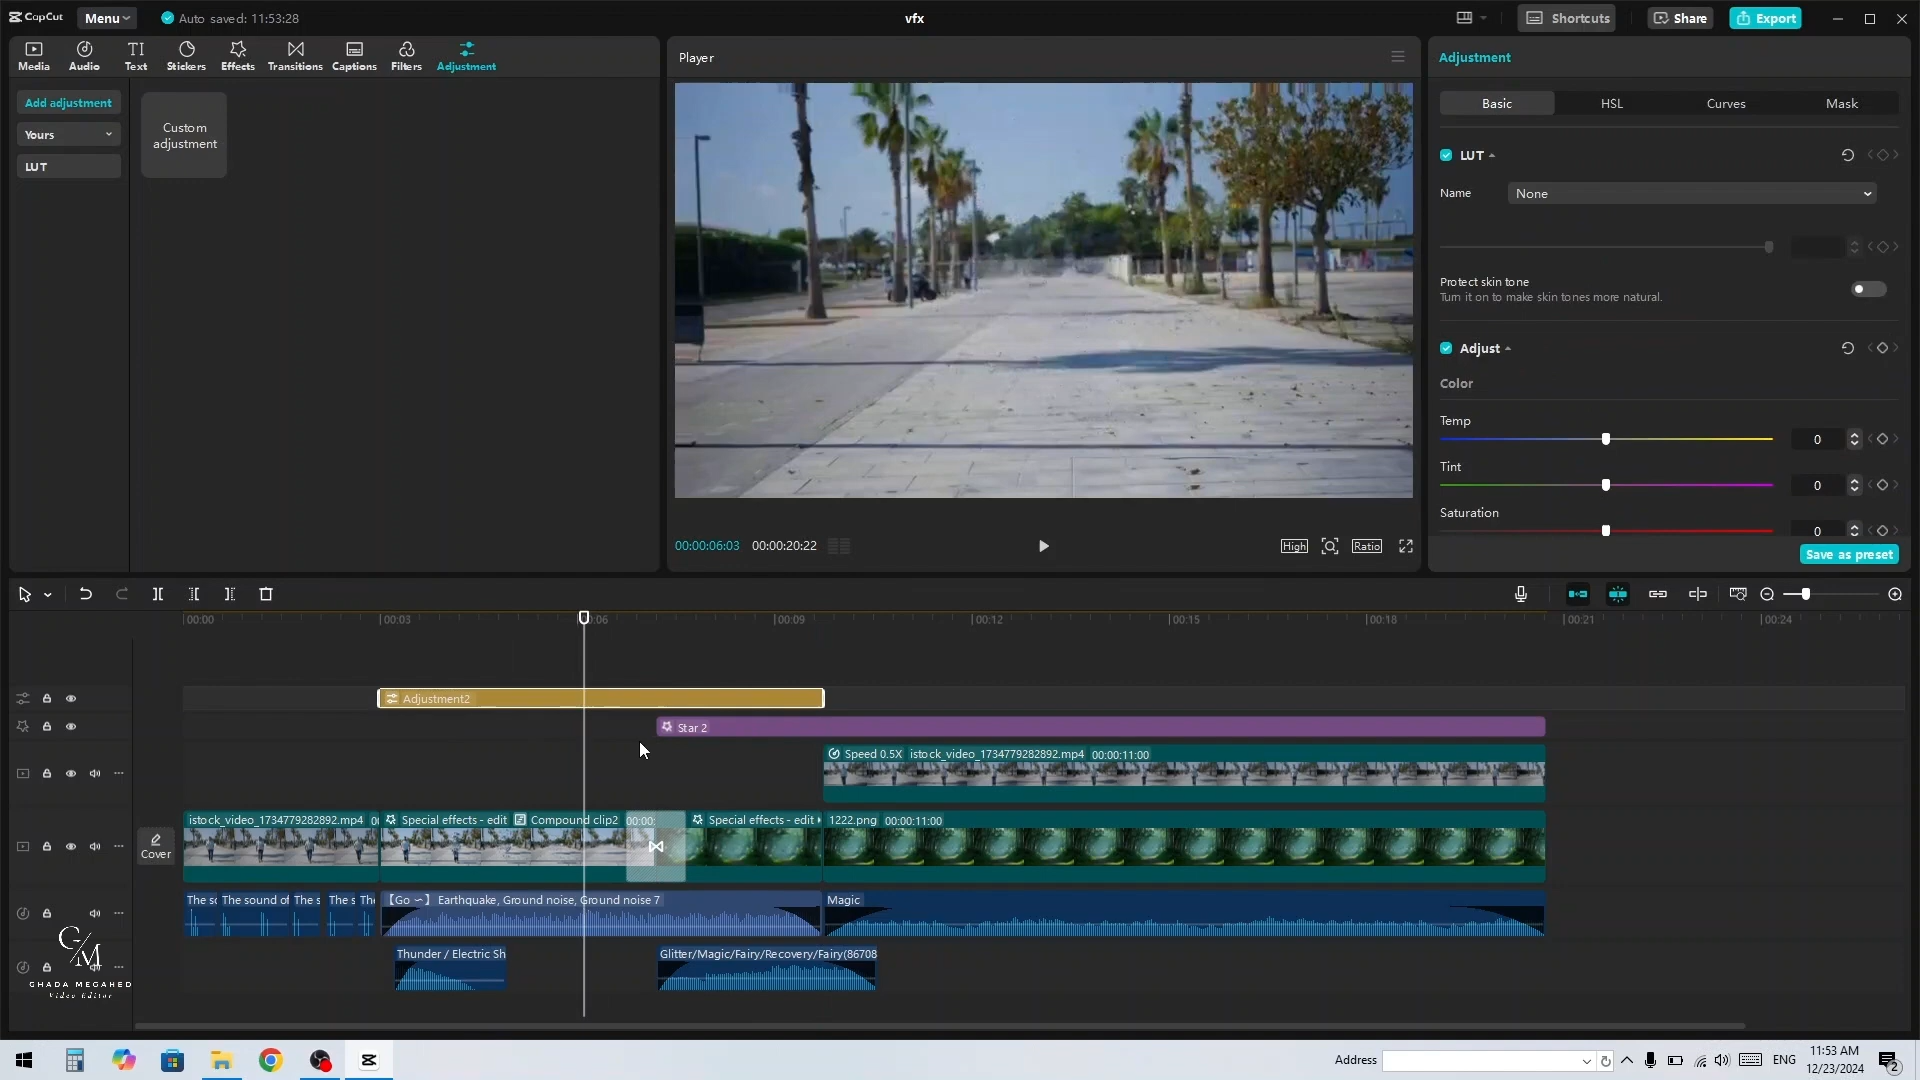 CapCut
Menu
Auto saved: 11:53:28
vfx
Shortcuts
Share
Export
Media
Audio
Text
Stickers
Effects
Transitions
Captions
Filters
Adjustment
Add adjustment
Yours
LUT
Custom
adjustment
Player
00:00:06:03
00:00:20:22
High
Ratio
Adjustment
Basic
HSL
Curves
Mask
LUT
Name
None
Protect skin tone
Turn it on to make skin tones more natural.
Adjust
Color
Temp
0
Tint
0
Saturation
0
Save as preset
00:00
00:03
00:06
00:09
00:12
00:15
00:18
00:21
00:24
Adjustment2
Star 2
Speed 0.5X istock_video_1734779282892.mp4 00:00:11:00
Cover
istock_video_1734779282892.mp4 00
Special effects - edit
Compound clip2
00:00:
Special effects - edit
1222.png 00:00:11:00
The so
The sound of
The s
The s
The
【Go ∽】 Earthquake, Ground noise, Ground noise 7
Magic
Thunder / Electric Sh
Glitter/Magic/Fairy/Recovery/Fairy(86708
G/M
GHADA MEGAHED
Video Editor
Address
ENG
11:53 AM
12/23/2024
2